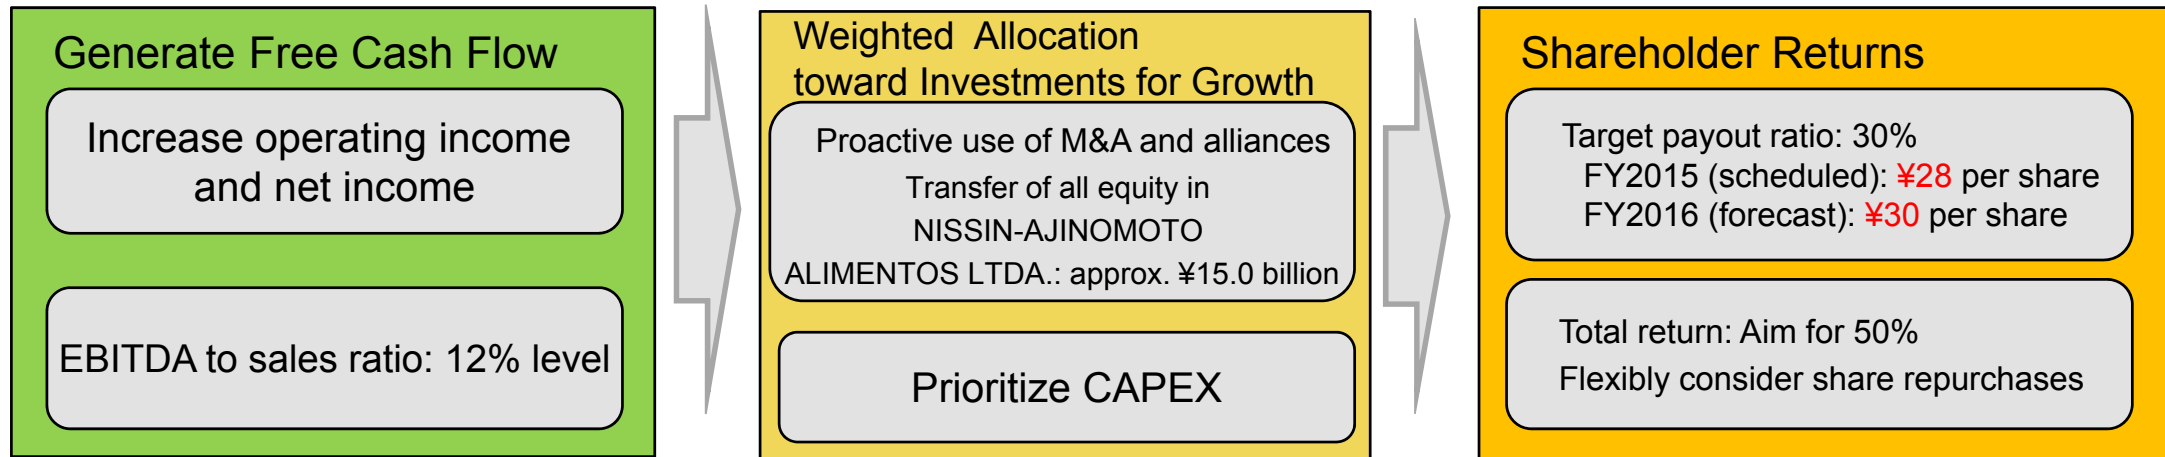 Generate Free Cash Flow
Increase operating income
and net income
EBITDA to sales ratio: 12% level
Weighted Allocation
toward Investments for Growth
Proactive use of M&A and alliances
Transfer of all equity in
NISSIN-AJINOMOTO
ALIMENTOS LTDA.: approx. ¥15.0 billion
Prioritize CAPEX
Shareholder Returns
Target payout ratio: 30%
FY2015 (scheduled): ¥28 per share
FY2016 (forecast): ¥30 per share
Total return: Aim for 50%
Flexibly consider share repurchases